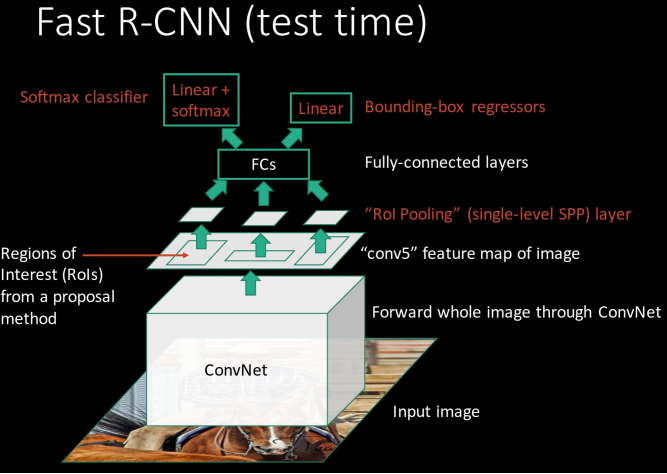 Fast R-CNN (test time)
Softmax classifier
Linear +
softmax
Linear
Bounding-box regressors
FCs
Fully-connected layers
“RoI Pooling” (single-level SPP) layer
Regions of
Interest (RoIs)
from a proposal
method
“conv5” feature map of image
Forward whole image through ConvNet
ConvNet
Input image